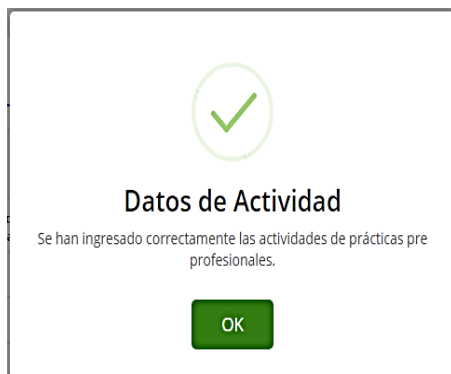 Datos de Actividad
Se han ingresado correctamente las actividades de prácticas pre
profesionales.
OK